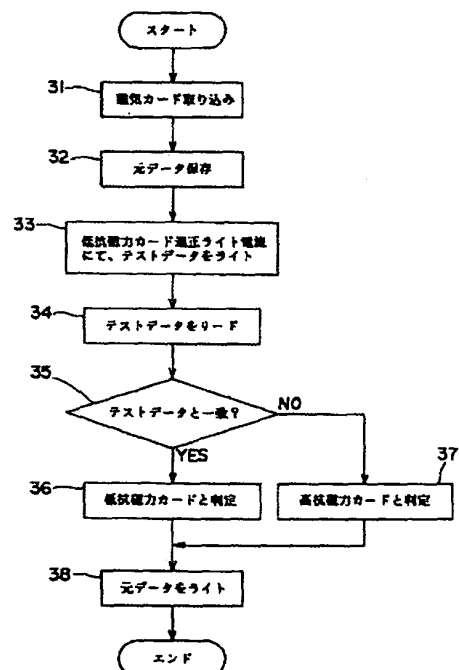 スタート
31
磁気カード取り込み
32
元データ保存
33
低抗磁力カード適正ライト電流
にて、テストデータをライト
34
テストデータをリード
35
テストデータと一致?
NO
YES
36
低抗磁力カードと判定
37
高抗磁力カードと判定
38
元データをライト
エンド